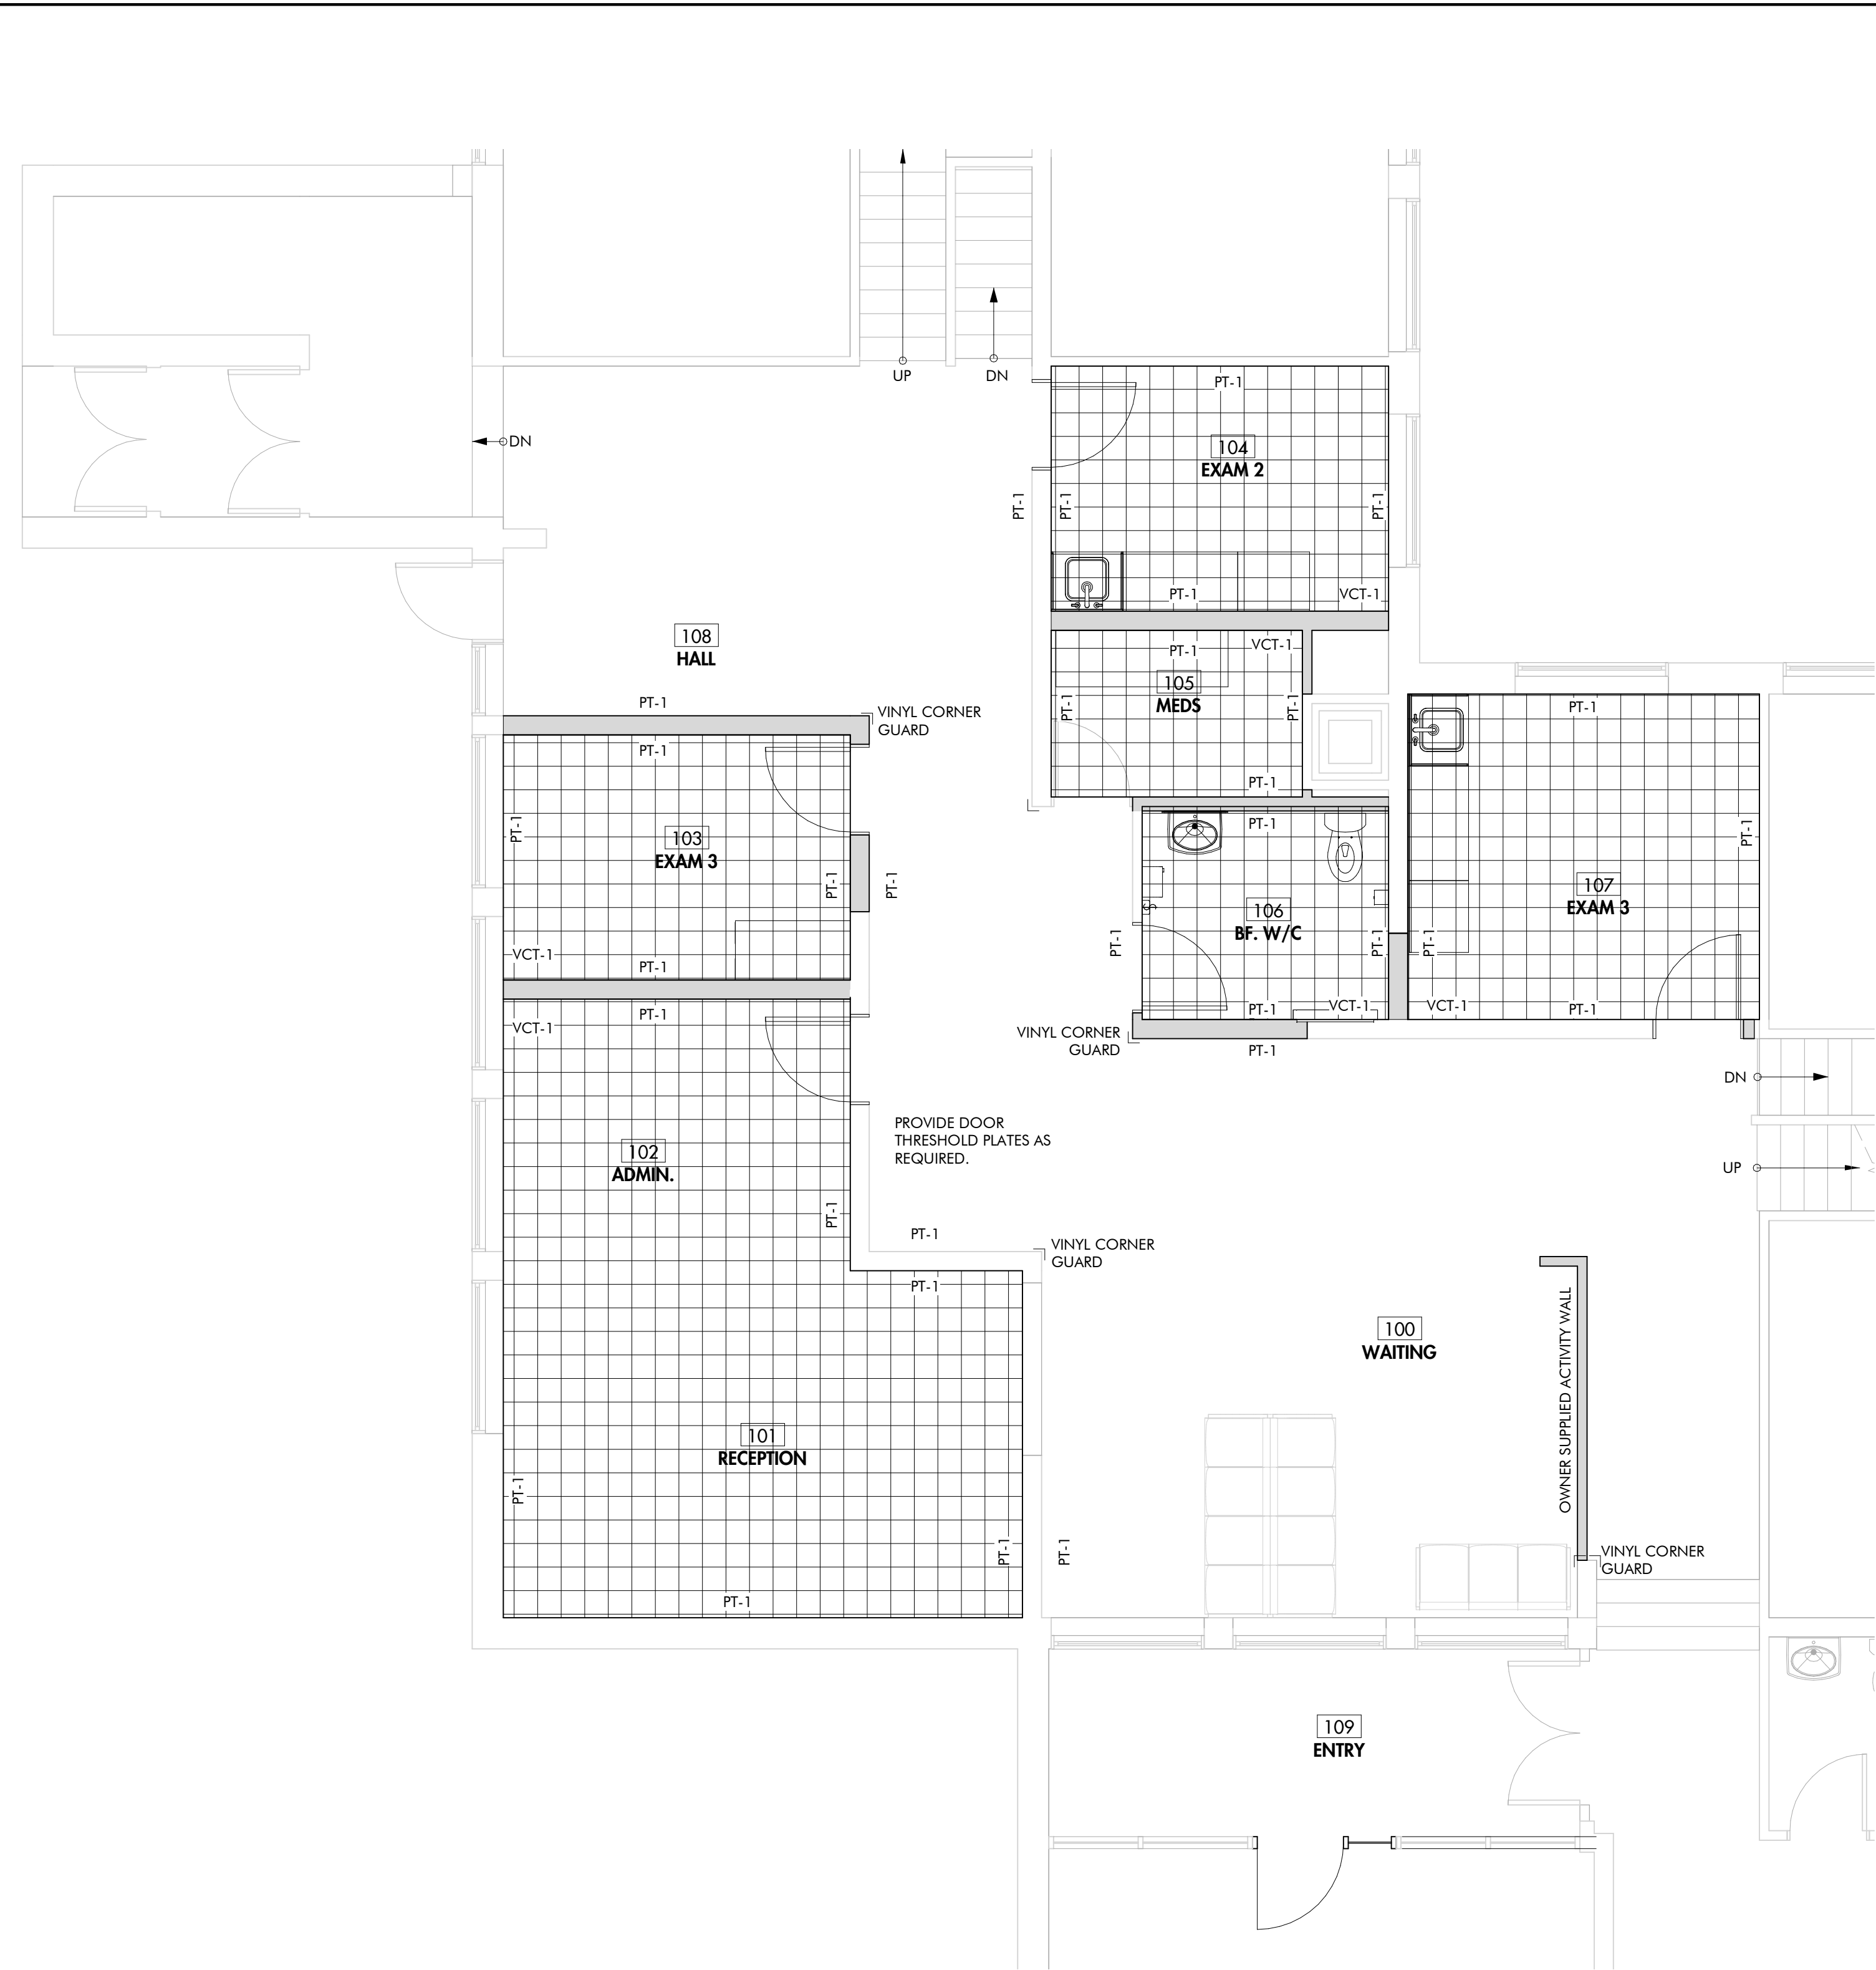 UP
DN
PT-1
DN
104
EXAM 2
PT-1
PT-1
PT-1
PT-1
VCT-1
108
HALL
PT-1
VCT-1
105
MEDS
PT-1
PT-1
PT-1
PT-1
VINYL CORNER
GUARD
PT-1
PT-1
103
EXAM 3
PT-1
PT-1
VCT-1
PT-1
PT-1
106
BF. W/C
S
PT-1
PT-1
PT-1
VCT-1
PT-1
107
EXAM 3
PT-1
PT-1
VCT-1
PT-1
VINYL CORNER
GUARD
PT-1
PT-1
VCT-1
102
ADMIN.
PT-1
PROVIDE DOOR
THRESHOLD PLATES AS
REQUIRED.
DN
UP
PT-1
VINYL CORNER
GUARD
PT-1
100
WAITING
OWNER SUPPLIED ACTIVITY WALL
101
RECEPTION
PT-1
PT-1
PT-1
PT-1
VINYL CORNER
GUARD
109
ENTRY